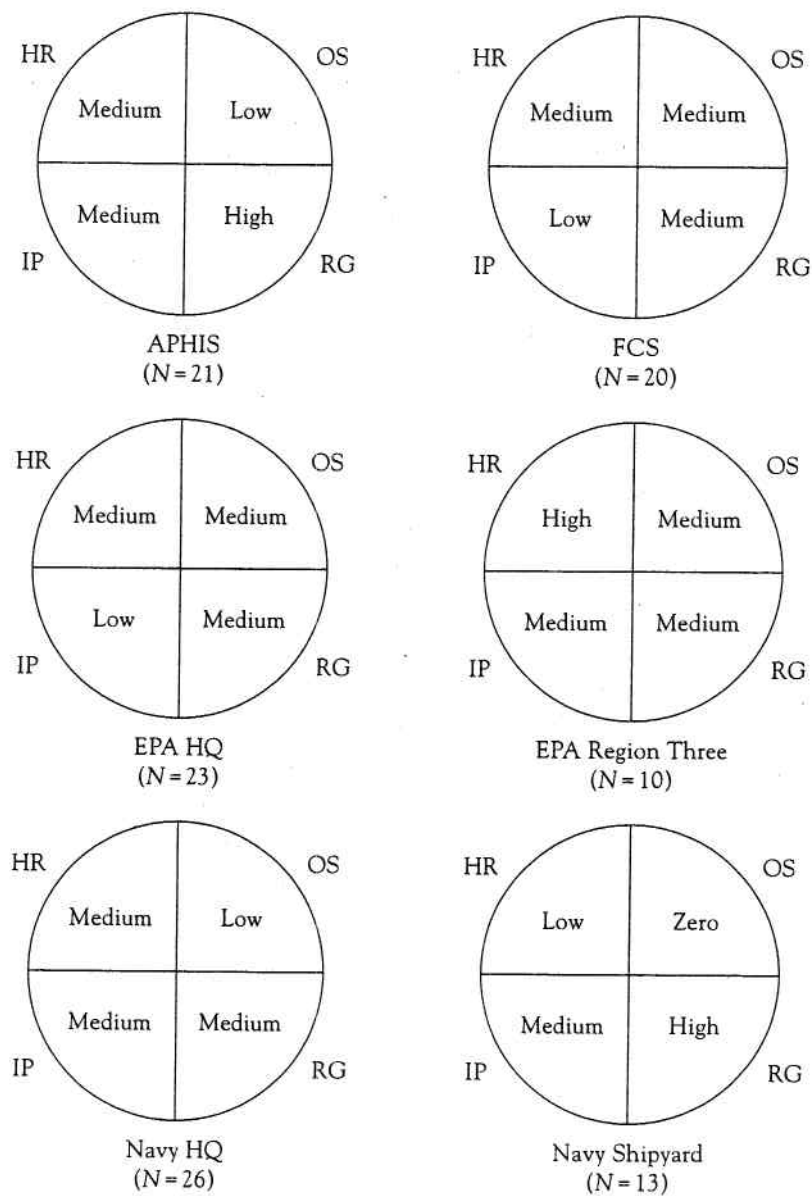 HR OS HR OS
Medium Low Medium Medium
Medium High Low Medium
IP RG IP RG
APHIS FCS
(N=21) (N=20)
HR OS HR OS
Medium Medium High Medium
Low Medium Medium Medium
IP RG IP RG
EPA HQ EPA Region Three
(N=23) (N=10)
HR OS HR OS
Medium Low Low Zero
Medium Medium Medium High
IP RG IP RG
Navy HQ Navy Shipyard
(N=26) (N=13)